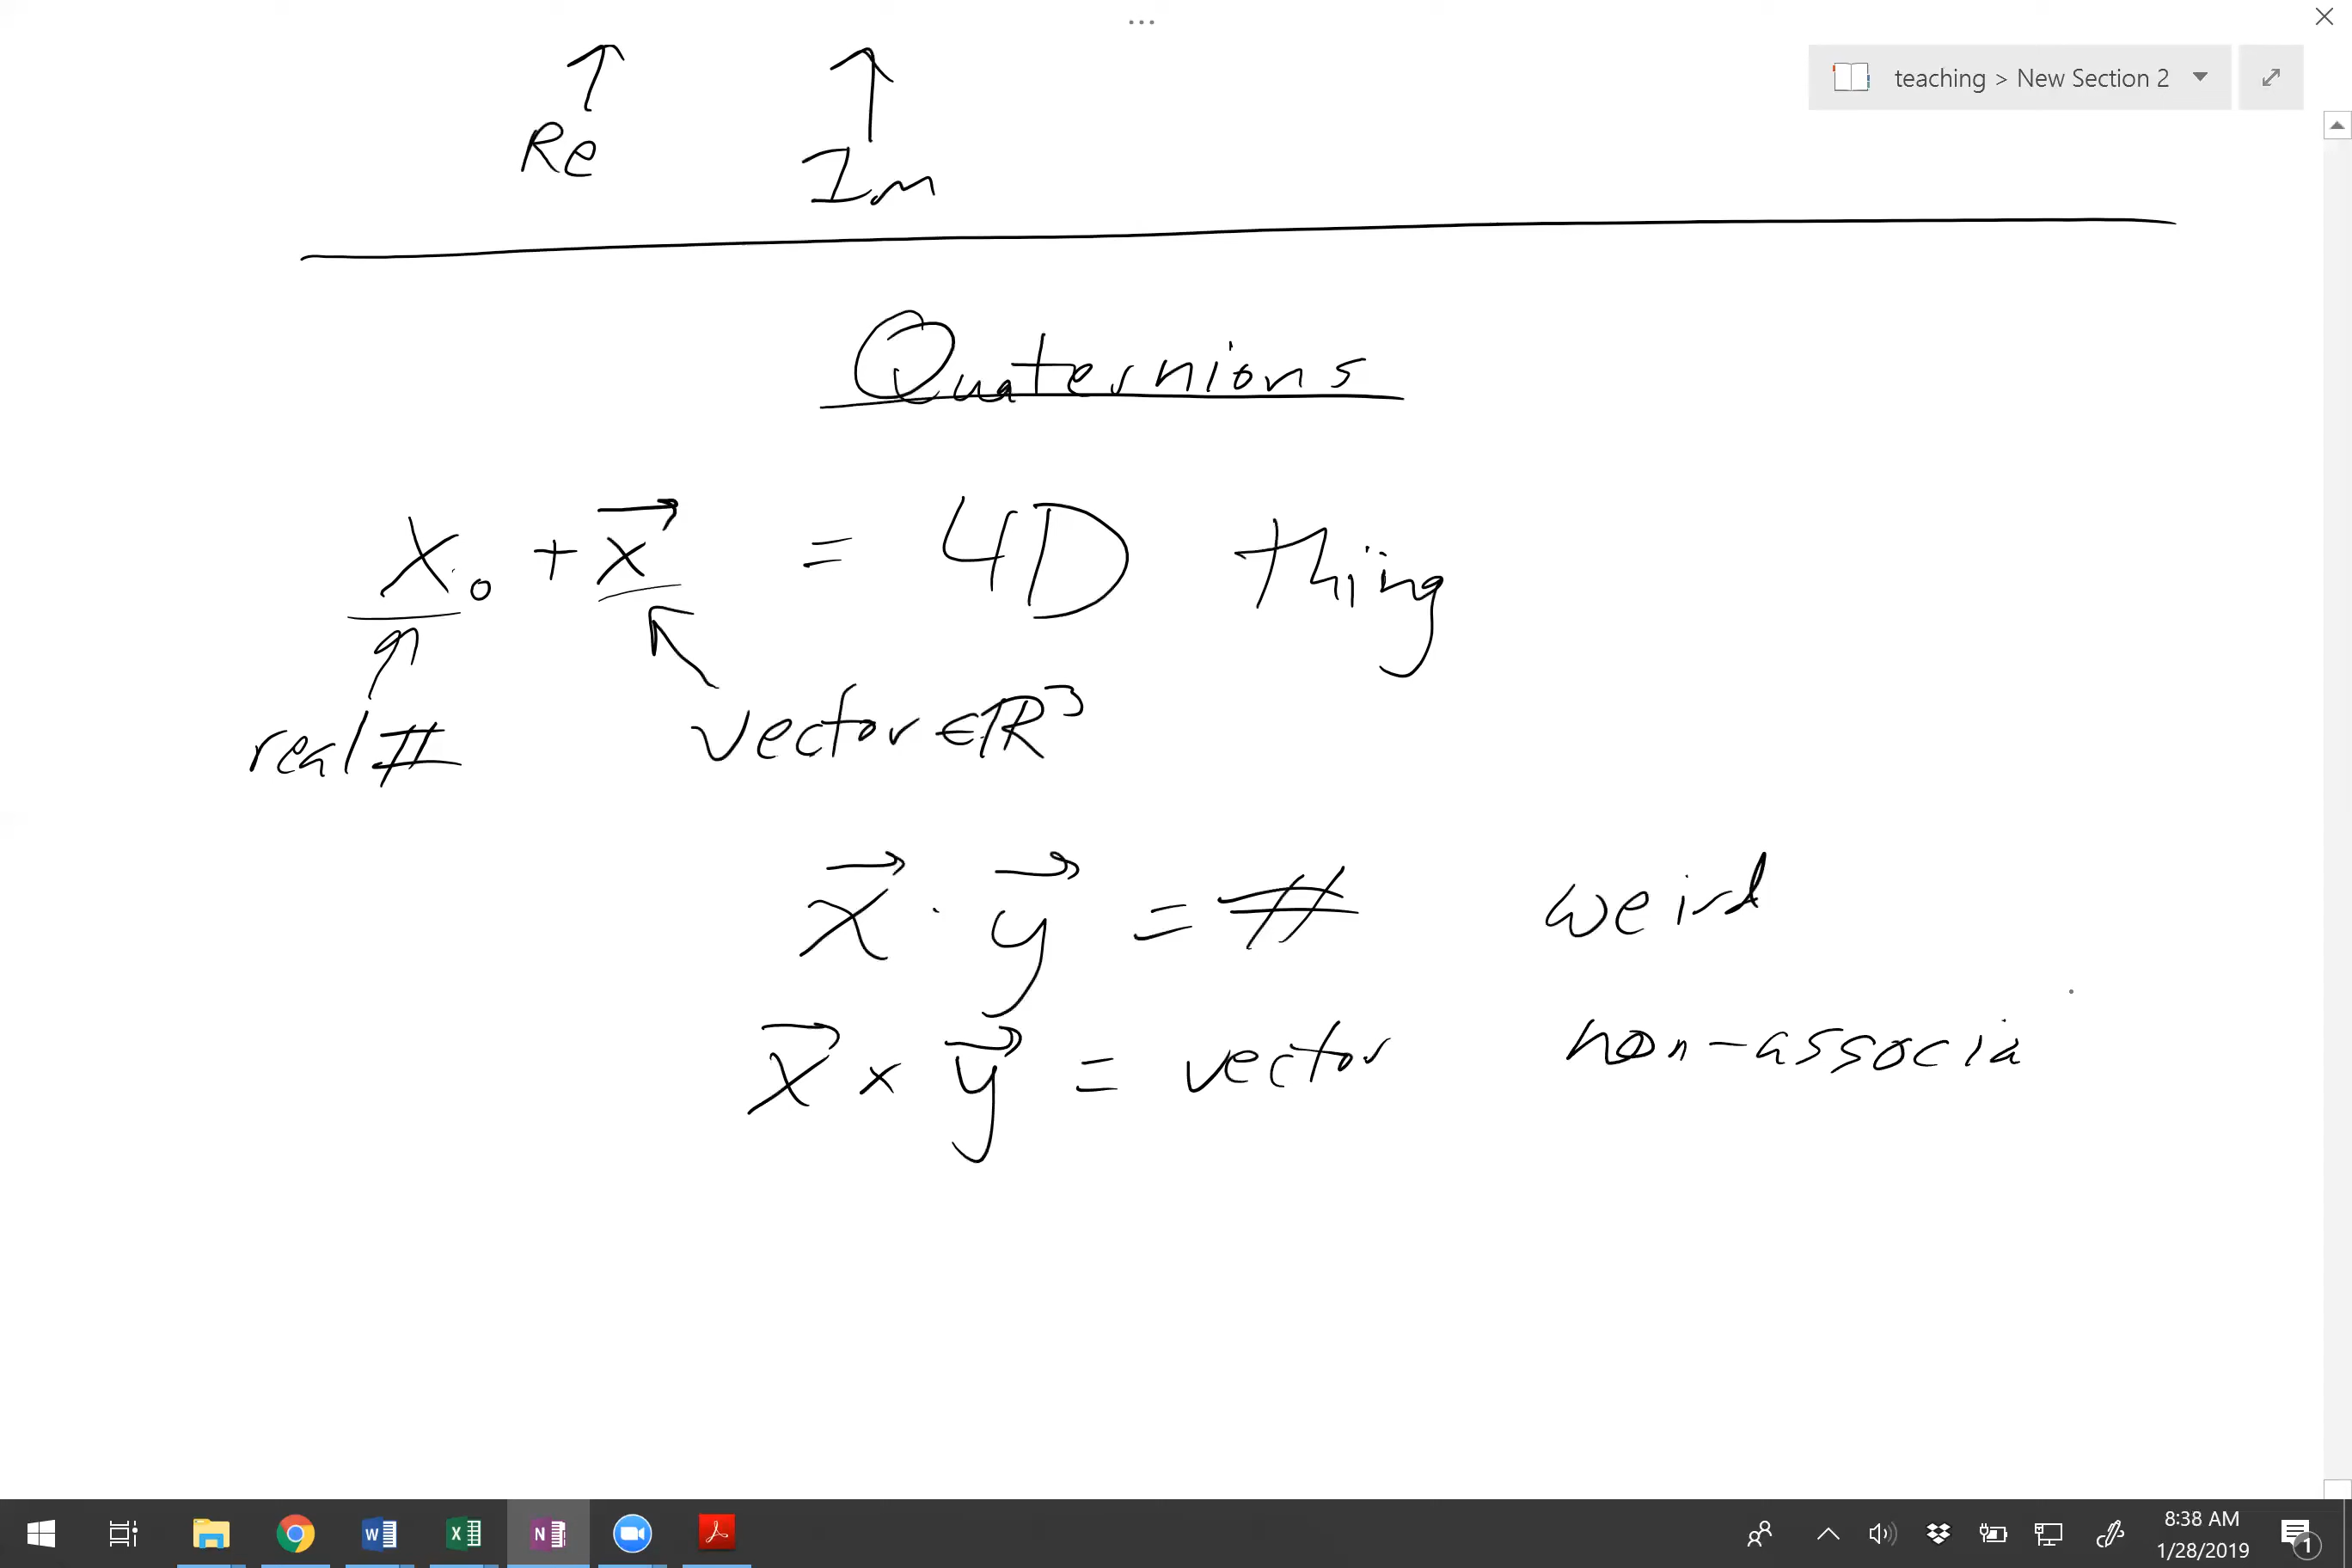 ...
teaching > New Section 2
Re Im
Quaternions
x₀ + x⃗ = 4D thing
real # vector ∈ ℝ³
x⃗ · y⃗ = # weird
x⃗ × y⃗ = vector non-associa
8:38 AM
1/28/2019
1